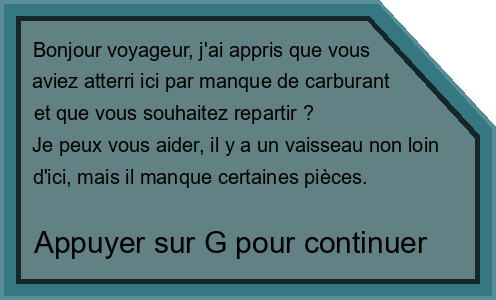 Bonjour voyageur, j'ai appris que vous
aviez atterri ici par manque de carburant
et que vous souhaitez repartir ?
Je peux vous aider, il y a un vaisseau non loin
d'ici, mais il manque certaines pièces.
Appuyer sur G pour continuer